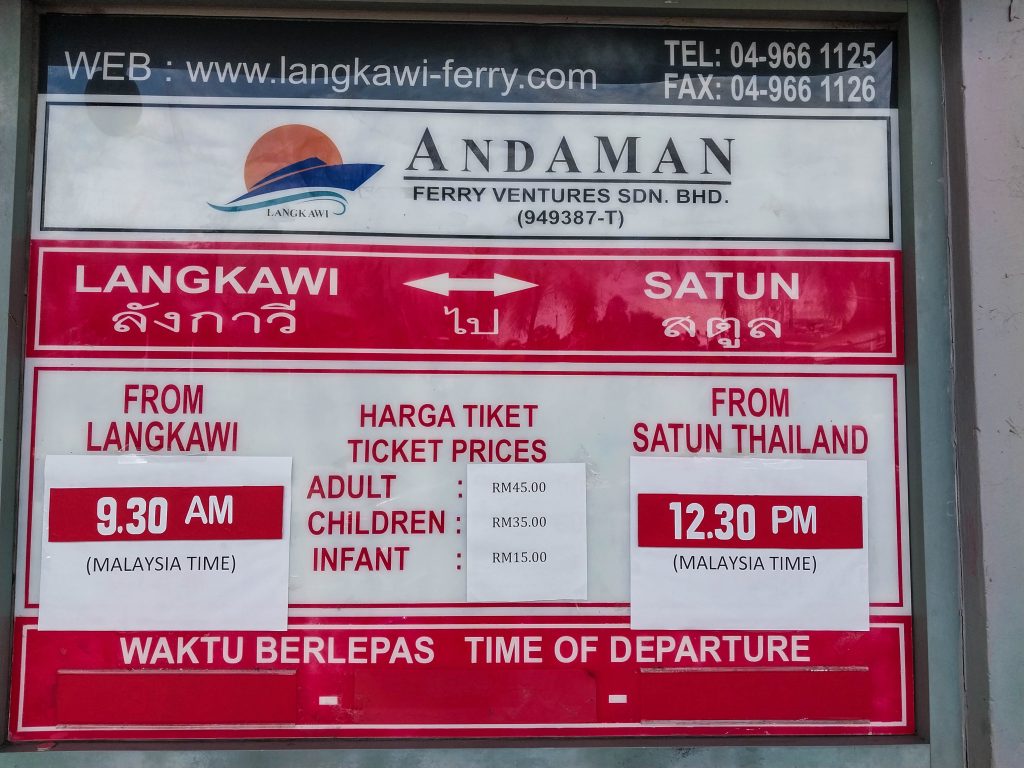 WEB : www.langkawi-ferry.com
TEL: 04-966 1125
FAX: 04-966 1126
LANGKAWI
ANDAMAN
FERRY VENTURES SDN. BHD.
(949387-T)
LANGKAWI SATUN
ลังกาวี ไป สตูล
FROM
LANGKAWI
9.30 AM
(MALAYSIA TIME)
HARGA TIKET
TICKET PRICES
ADULT : RM45.00
CHiLDREN : RM35.00
INFANT : RM15.00
FROM
SATUN THAILAND
12.30 PM
(MALAYSIA TIME)
WAKTU BERLEPAS TIME OF DEPARTURE
- -